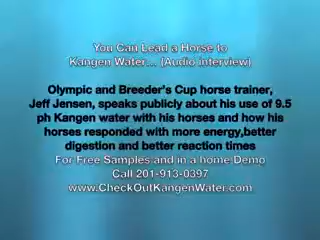 You Can Lead a Horse to
Kangen Water... (Audio interview)
Olympic and Breeder's Cup horse trainer,
Jeff Jensen, speaks publicly about his use of 9.5
ph Kangen water with his horses and how his
horses responded with more energy,better
digestion and better reaction times
For Free Samples and in a home Demo
Call 201-913-0397
www.CheckOutKangenWater.com